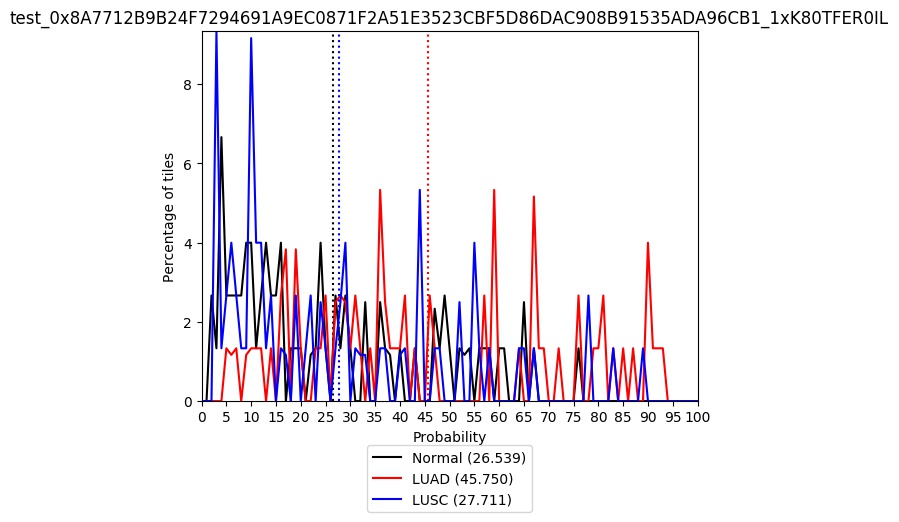 test_0x8A7712B9B24F7294691A9EC0871F2A51E3523CBF5D86DAC908B91535ADA96CB1_1xK80TFER0IL
Percentage of tiles
8
6
4
2
0
0 5 10 15 20 25 30 35 40 45 50 55 60 65 70 75 80 85 90 95 100
Probability
Normal (26.539)
LUAD (45.750)
LUSC (27.711)